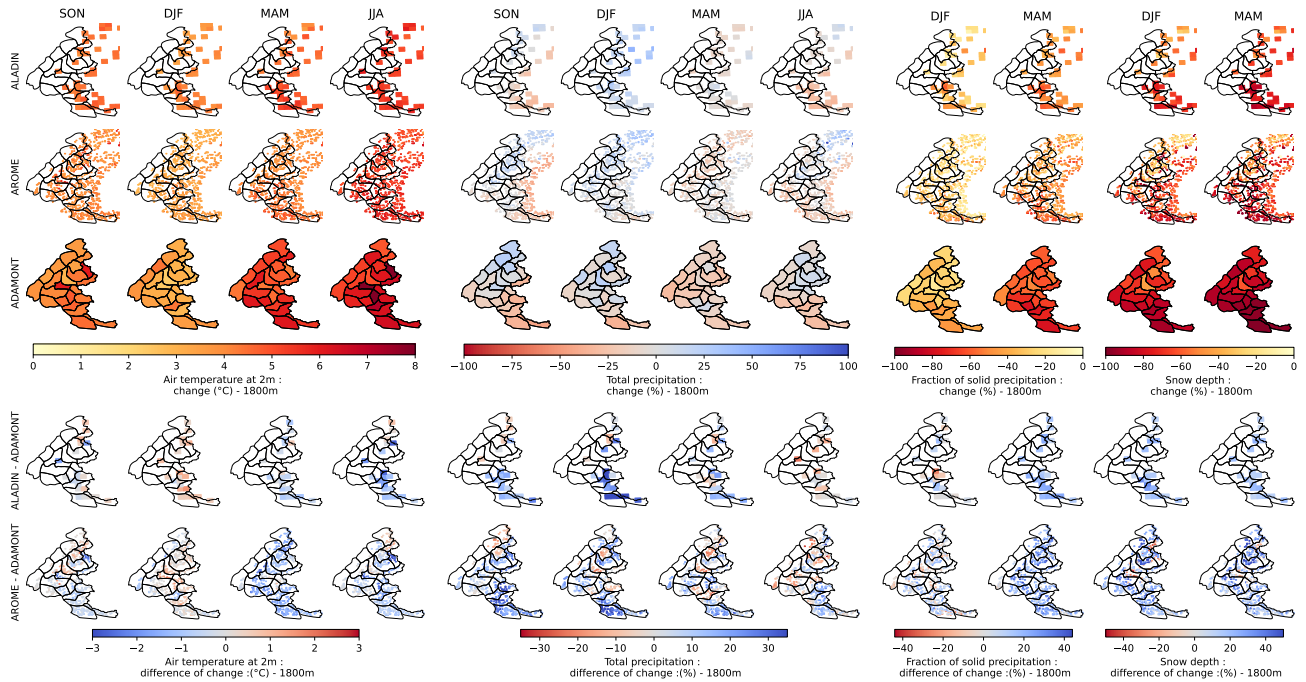 SON DJF MAM JJA SON DJF MAM JJA DJF MAM DJF MAM
ALADIN
AROME
ADAMONT
0 1 2 3 4 5 6 7 8
Air temperature at 2m :
change (°C) - 1800m
−100 −75 −50 −25 0 25 50 75 100
Total precipitation :
change (%) - 1800m
−100 −80 −60 −40 −20 0
Fraction of solid precipitation :
change (%) - 1800m
−100 −80 −60 −40 −20 0
Snow depth :
change (%) - 1800m
ALADIN - ADAMONT
AROME - ADAMONT
−3 −2 −1 0 1 2 3
Air temperature at 2m :
difference of change :(°C) - 1800m
−30 −20 −10 0 10 20 30
Total precipitation :
difference of change :(%) - 1800m
−40 −20 0 20 40
Fraction of solid precipitation :
difference of change :(%) - 1800m
−40 −20 0 20 40
Snow depth :
difference of change :(%) - 1800m